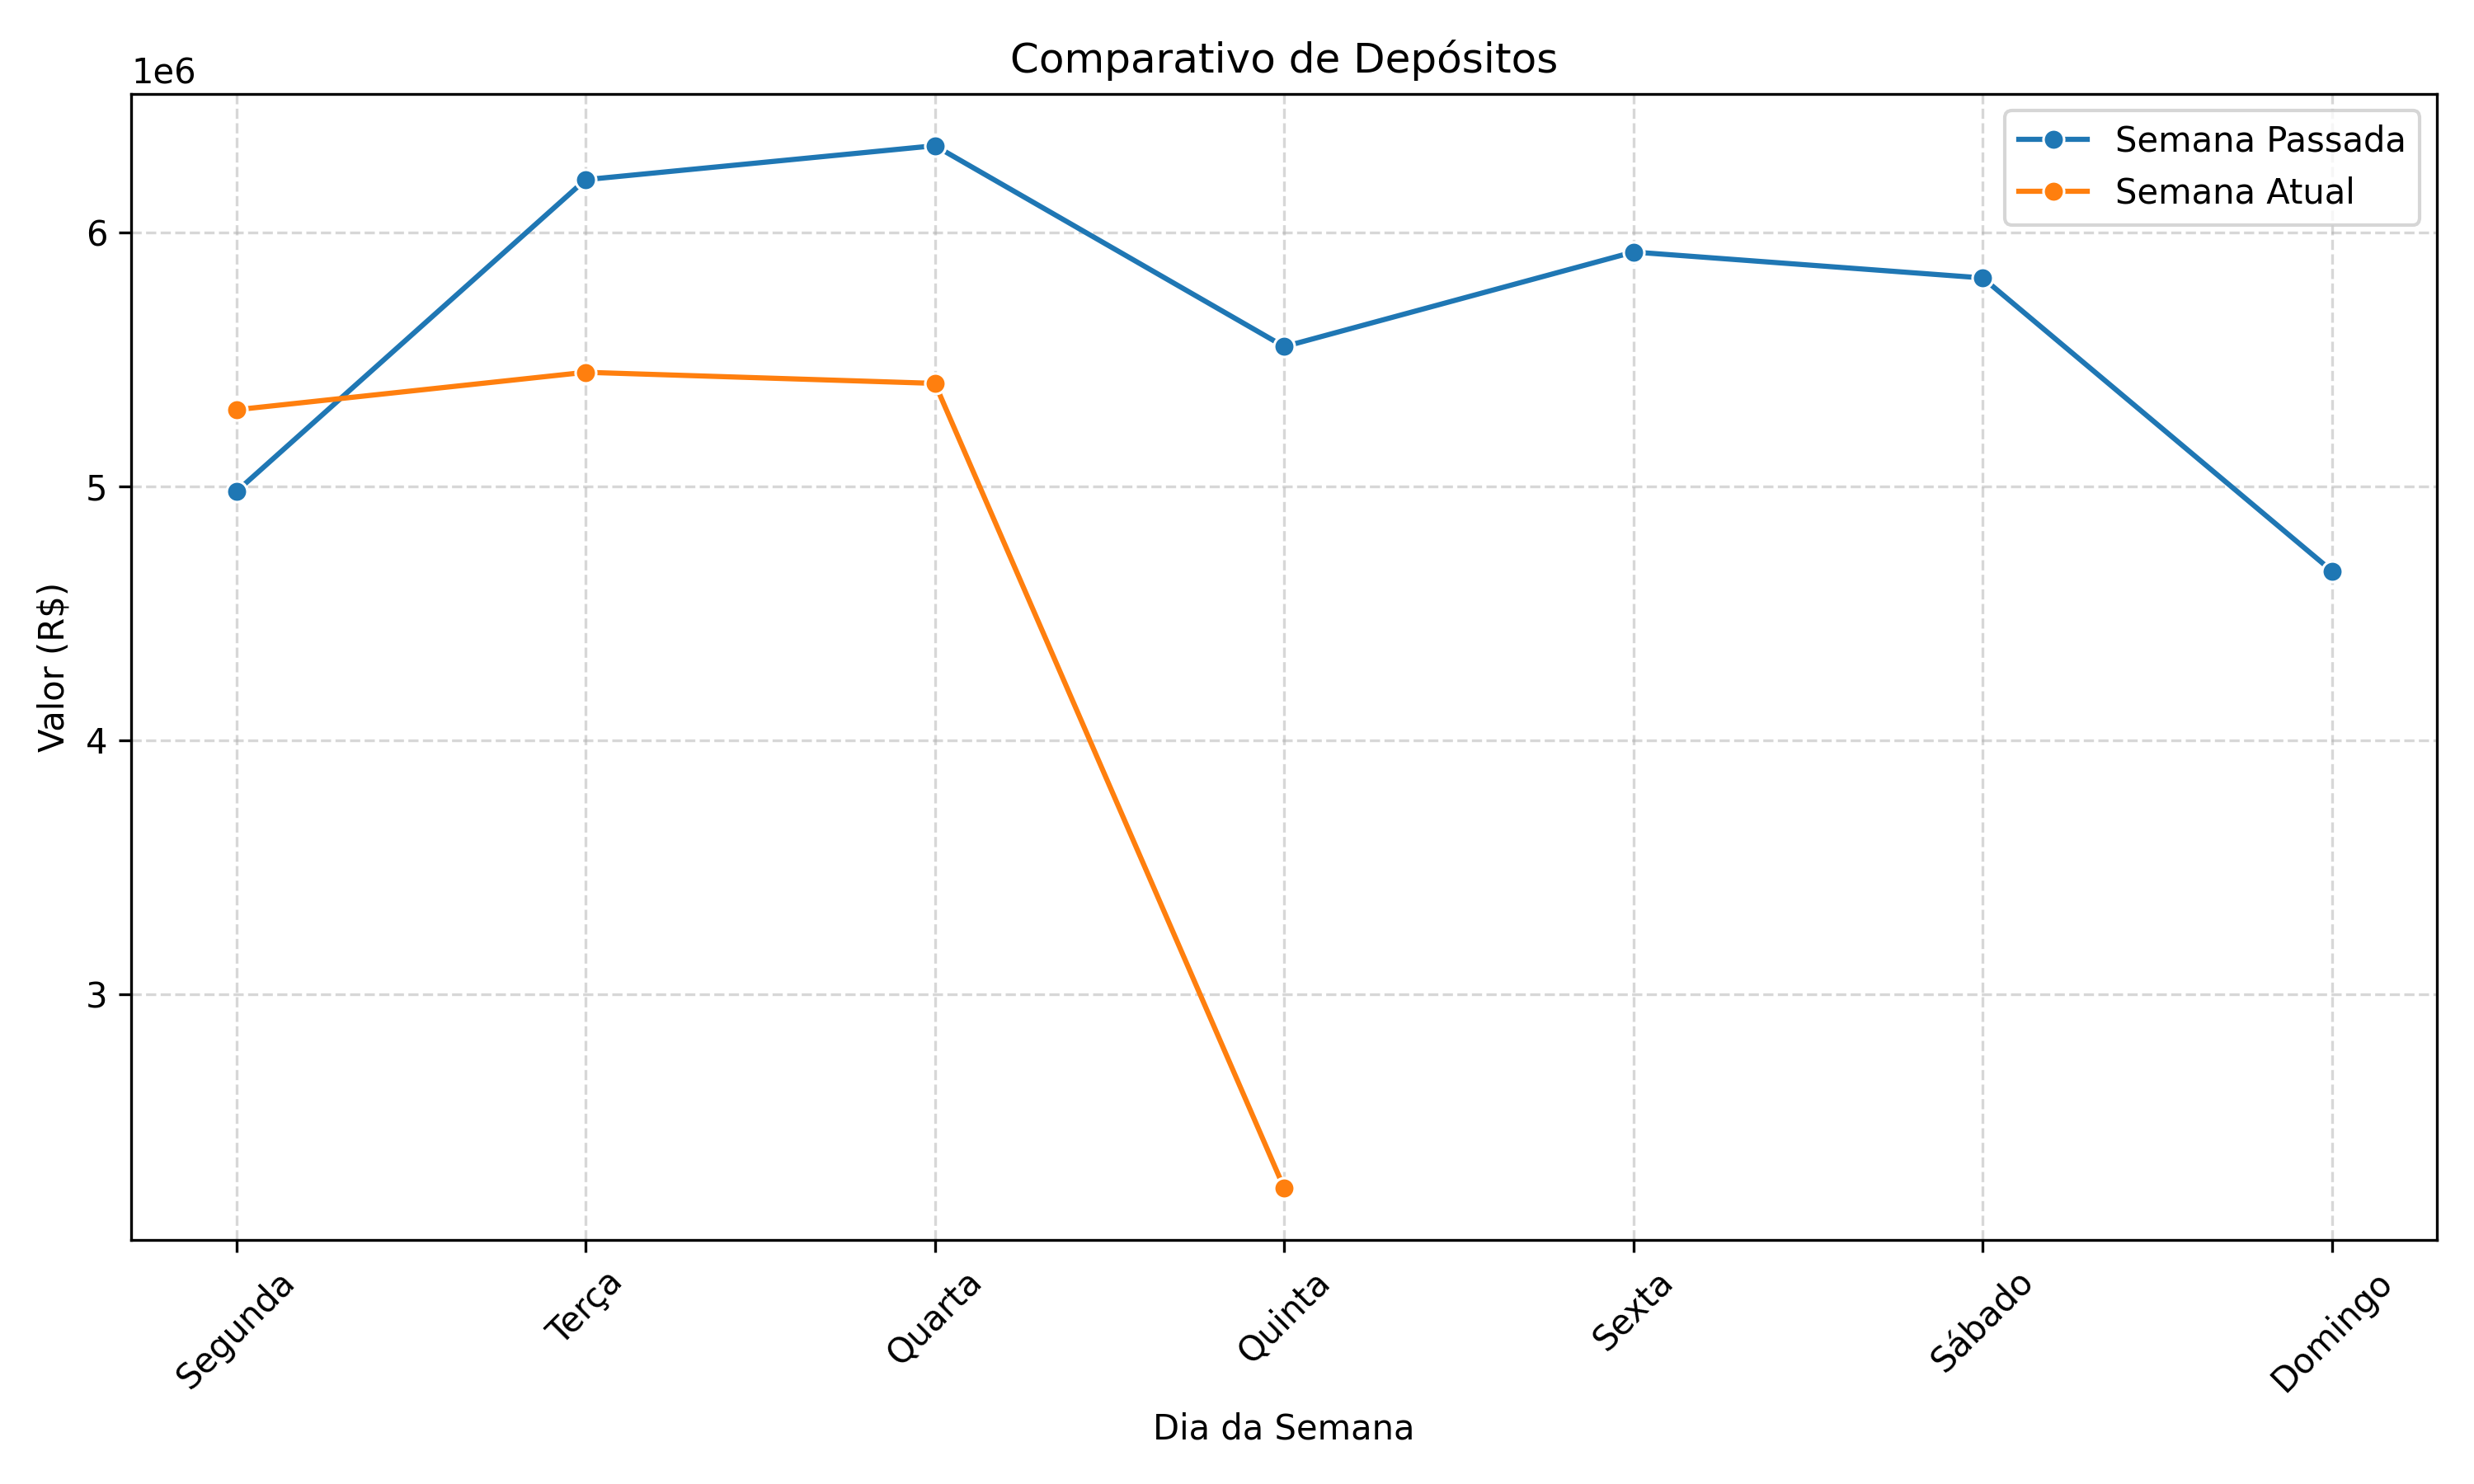 Comparativo de Depósitos
1e6
Semana Passada
Semana Atual
6
5
4
3
Valor (R$)
Segunda
Terça
Quarta
Quinta
Sexta
Sábado
Domingo
Dia da Semana